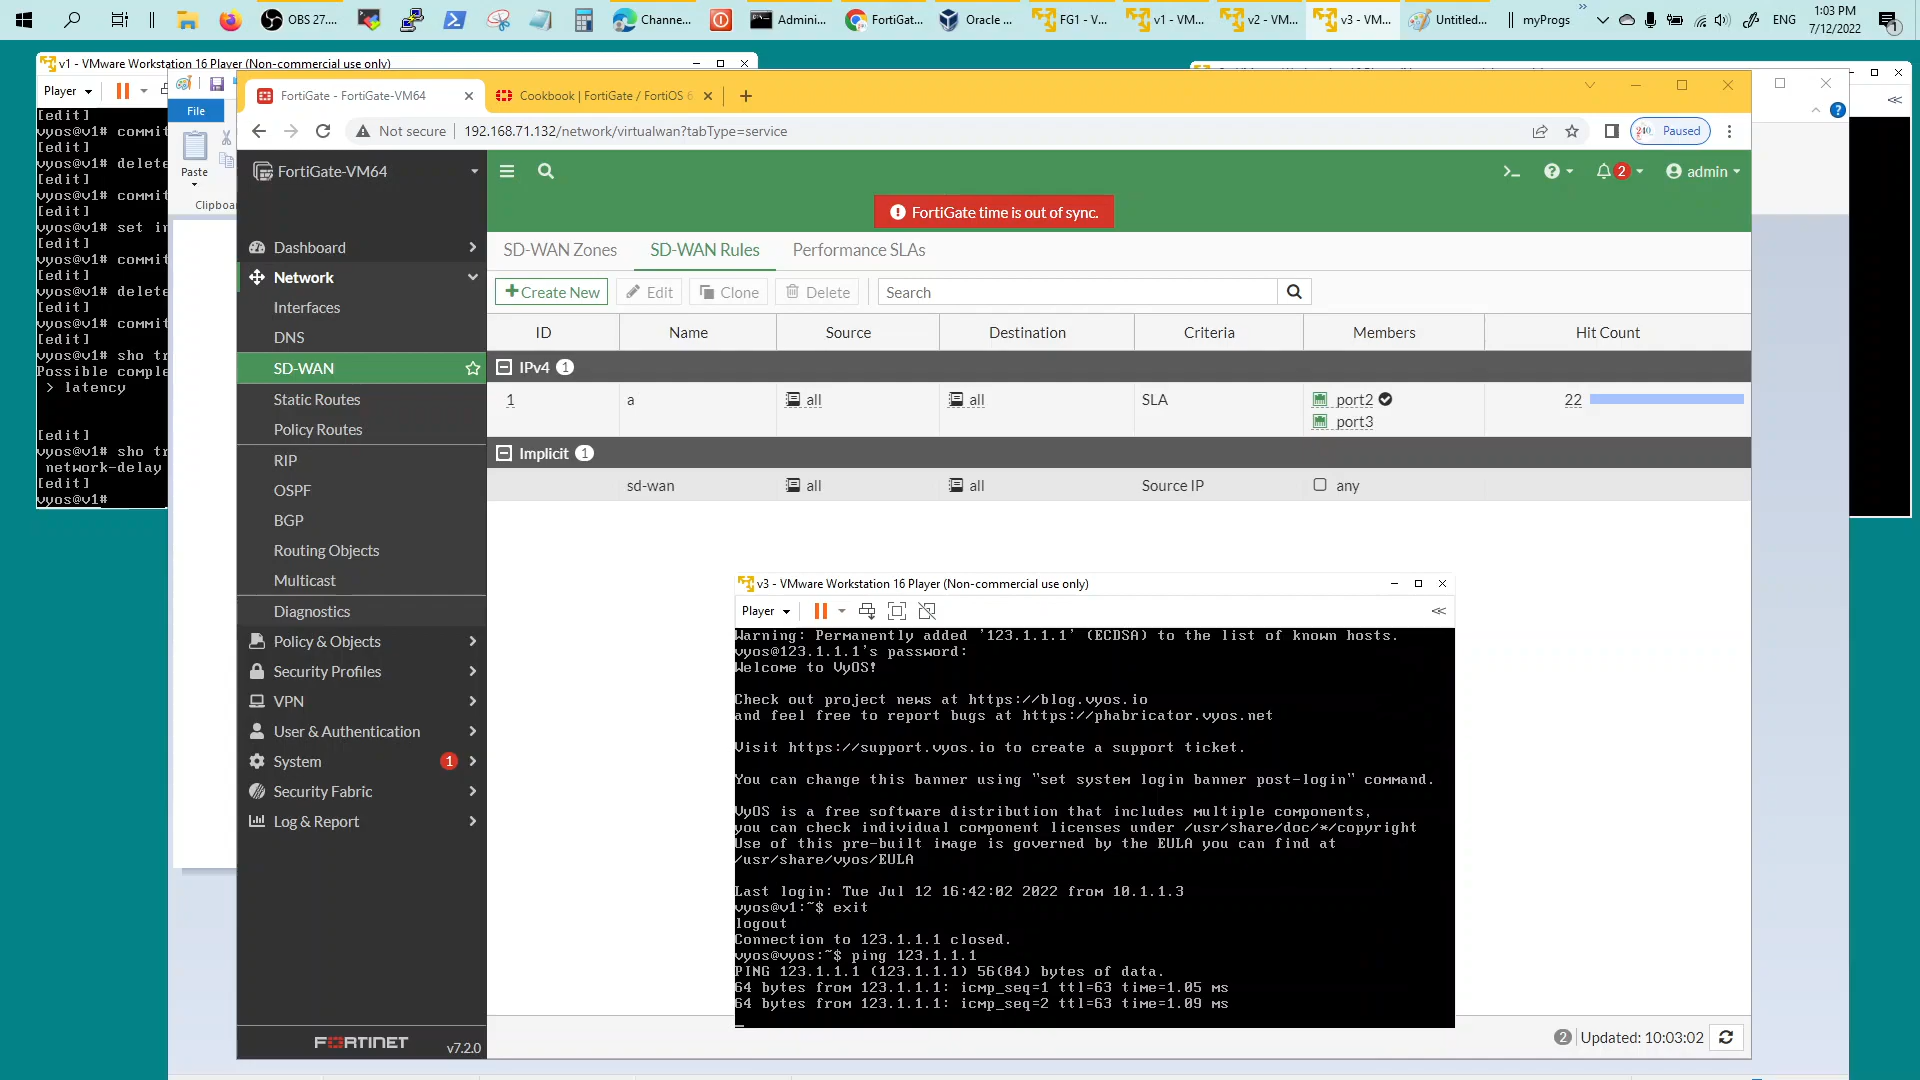 OBS 27....
Channe...
Admini...
FortiGat...
Oracle ...
FG1 - V...
v1 - VM...
v2 - VM...
v3 - VM...
Untitled...
myProgs
ENG
1:03 PM
7/12/2022
1
v1 - VMware Workstation 16 Player (Non-commercial use only)
Player
[edit]
vyos@v1# commit
[edit]
vyos@v1# delete
[edit]
vyos@v1# commit
[edit]
vyos@v1# set in
[edit]
vyos@v1# commit
[edit]
vyos@v1# delete
[edit]
vyos@v1# commit
[edit]
vyos@v1# sho tr
Possible comple
> latency
[edit]
vyos@v1# sho tr
network-delay
[edit]
vyos@v1#
File
Paste
Clipboa
FortiGate - FortiGate-VM64
Cookbook | FortiGate / FortiOS 6
Not secure
192.168.71.132/network/virtualwan?tabType=service
240
Paused
FortiGate-VM64
2
admin
FortiGate time is out of sync.
Dashboard
Network
Interfaces
DNS
SD-WAN
Static Routes
Policy Routes
RIP
OSPF
BGP
Routing Objects
Multicast
Diagnostics
Policy & Objects
Security Profiles
VPN
User & Authentication
System
1
Security Fabric
Log & Report
FORTINET
v7.2.0
SD-WAN Zones
SD-WAN Rules
Performance SLAs
Create New
Edit
Clone
Delete
Search
ID Name Source Destination Criteria Members Hit Count
IPv4 1
1 a all all SLA port2 22
port3
Implicit 1
sd-wan all all Source IP any
v3 - VMware Workstation 16 Player (Non-commercial use only)
Player
Warning: Permanently added '123.1.1.1' (ECDSA) to the list of known hosts.
vyos@123.1.1.1's password:
Welcome to VyOS!
Check out project news at https://blog.vyos.io
and feel free to report bugs at https://phabricator.vyos.net
Visit https://support.vyos.io to create a support ticket.
You can change this banner using "set system login banner post-login" command.
VyOS is a free software distribution that includes multiple components,
you can check individual component licenses under /usr/share/doc/*/copyright
Use of this pre-built image is governed by the EULA you can find at
/usr/share/vyos/EULA
Last login: Tue Jul 12 16:42:02 2022 from 10.1.1.3
vyos@v1:~$ exit
logout
Connection to 123.1.1.1 closed.
vyos@vyos:~$ ping 123.1.1.1
PING 123.1.1.1 (123.1.1.1) 56(84) bytes of data.
64 bytes from 123.1.1.1: icmp_seq=1 ttl=63 time=1.05 ms
64 bytes from 123.1.1.1: icmp_seq=2 ttl=63 time=1.09 ms
2
Updated: 10:03:02